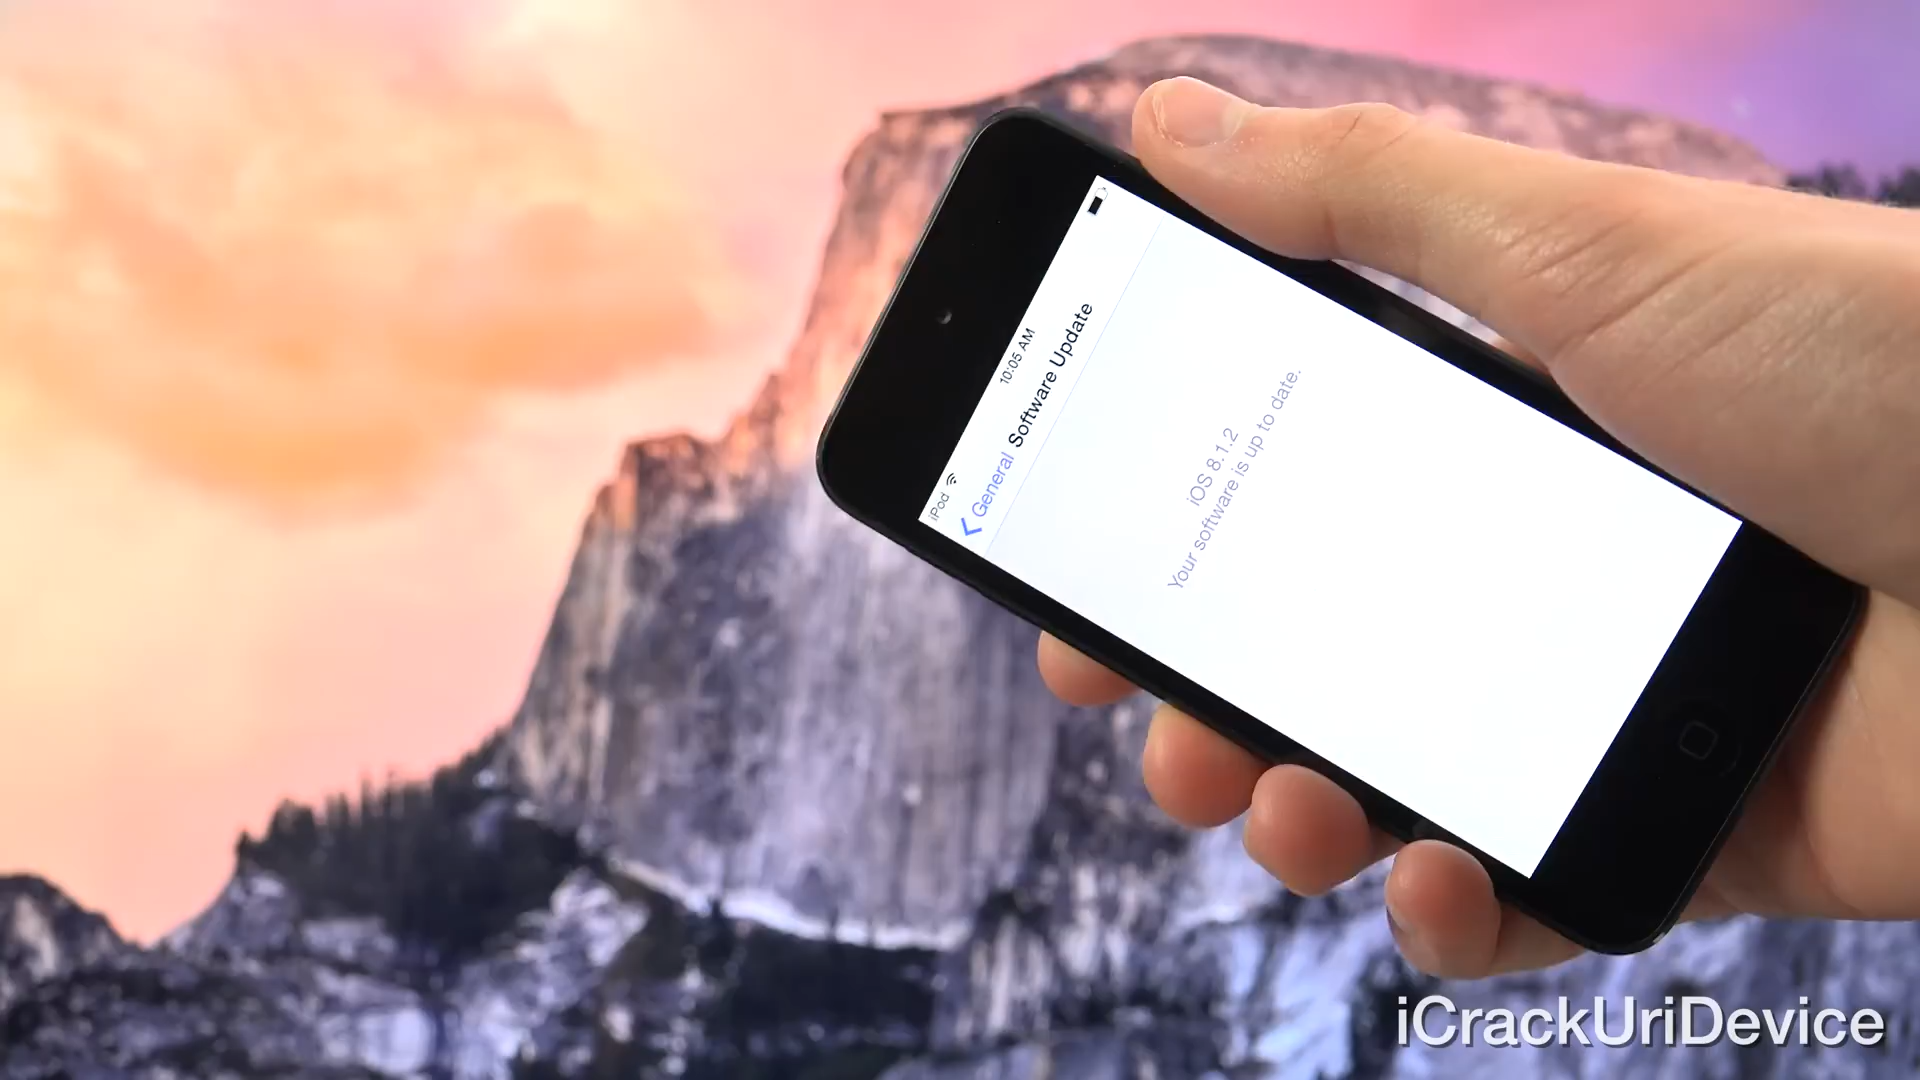 iPod
10:05 AM
General
Software Update
iOS 8.1.2
Your software is up to date.
iCrackUriDevice